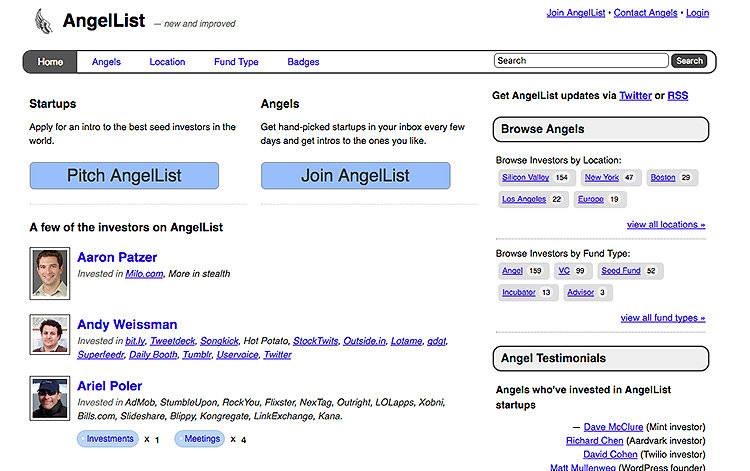 AngelList — new and improved
Join AngelList • Contact Angels • Login
Home Angels Location Fund Type Badges Search Search
Startups
Apply for an intro to the best seed investors in the
world.
Pitch AngelList
Angels
Get hand-picked startups in your inbox every few
days and get intros to the ones you like.
Join AngelList
A few of the investors on AngelList
Aaron Patzer
Invested in Milo.com, More in stealth
Andy Weissman
Invested in bit.ly, Tweetdeck, Songkick, Hot Potato, StockTwits, Outside.in, Lotame, gdgt,
Superfeedr, Daily Booth, Tumblr, Uservoice, Twitter
Ariel Poler
Invested in AdMob, StumbleUpon, RockYou, Flixster, NexTag, Outright, LOLapps, Xobni,
Bills.com, Slideshare, Blippy, Kongregate, LinkExchange, Kana.
Investments x 1 Meetings x 4
Get AngelList updates via Twitter or RSS
Browse Angels
Browse Investors by Location:
Silicon Valley 154 New York 47 Boston 29
Los Angeles 22 Europe 19
view all locations »
Browse Investors by Fund Type:
Angel 159 VC 99 Seed Fund 52
Incubator 13 Advisor 3
view all fund types »
Angel Testimonials
Angels who've invested in AngelList
startups
— Dave McClure (Mint investor)
Richard Chen (Aardvark investor)
David Cohen (Twilio investor)
Matt Mullenweg (WordPress founder)